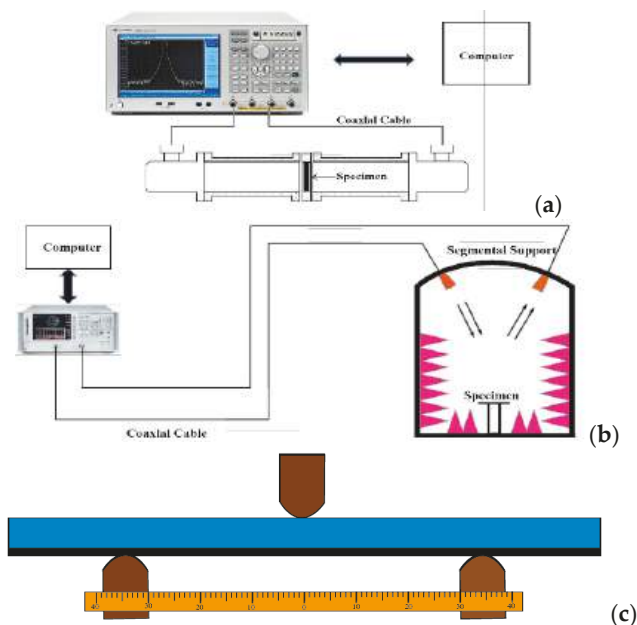 Computer
Coaxial Cable
Specimen
(a)
Computer
Segmental Support
Specimen
Coaxial Cable
(b)
40 30 20 10 0 10 20 30 40
(c)